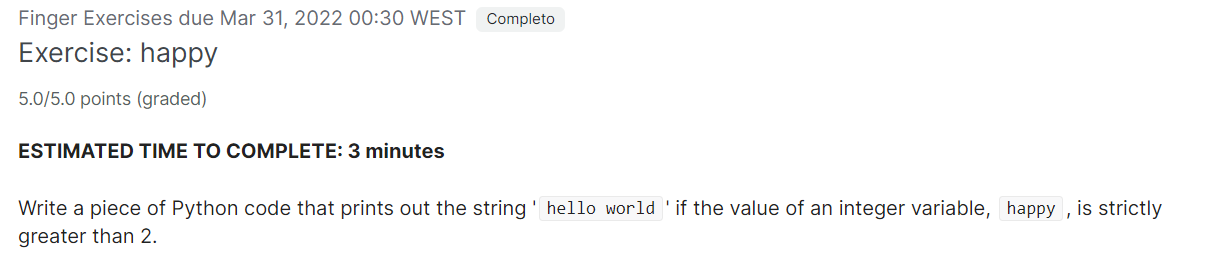 Finger Exercises due Mar 31, 2022 00:30 WEST Completo
Exercise: happy
5.0/5.0 points (graded)
ESTIMATED TIME TO COMPLETE: 3 minutes
Write a piece of Python code that prints out the string 'hello world' if the value of an integer variable, happy, is strictly
greater than 2.